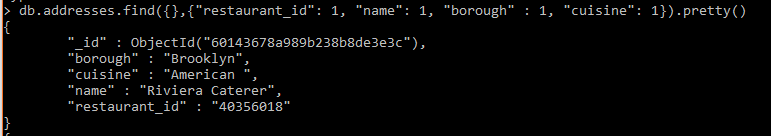 > db.addresses.find({},{"restaurant_id": 1, "name": 1, "borough" : 1, "cuisine": 1}).pretty()
{
"_id" : ObjectId("60143678a989b238b8de3e3c"),
"borough" : "Brooklyn",
"cuisine" : "American ",
"name" : "Riviera Caterer",
"restaurant_id" : "40356018"
}